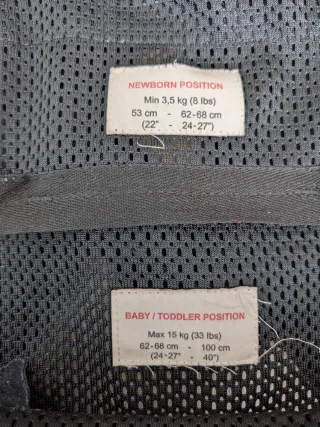 NEWBORN POSITION
Min 3,5 kg (8 lbs)
53 cm - 62-68 cm
(22" - 24-27")
BABY / TODDLER POSITION
Max 15 kg (33 lbs)
62-68 cm - 100 cm
(24-27" - 40")